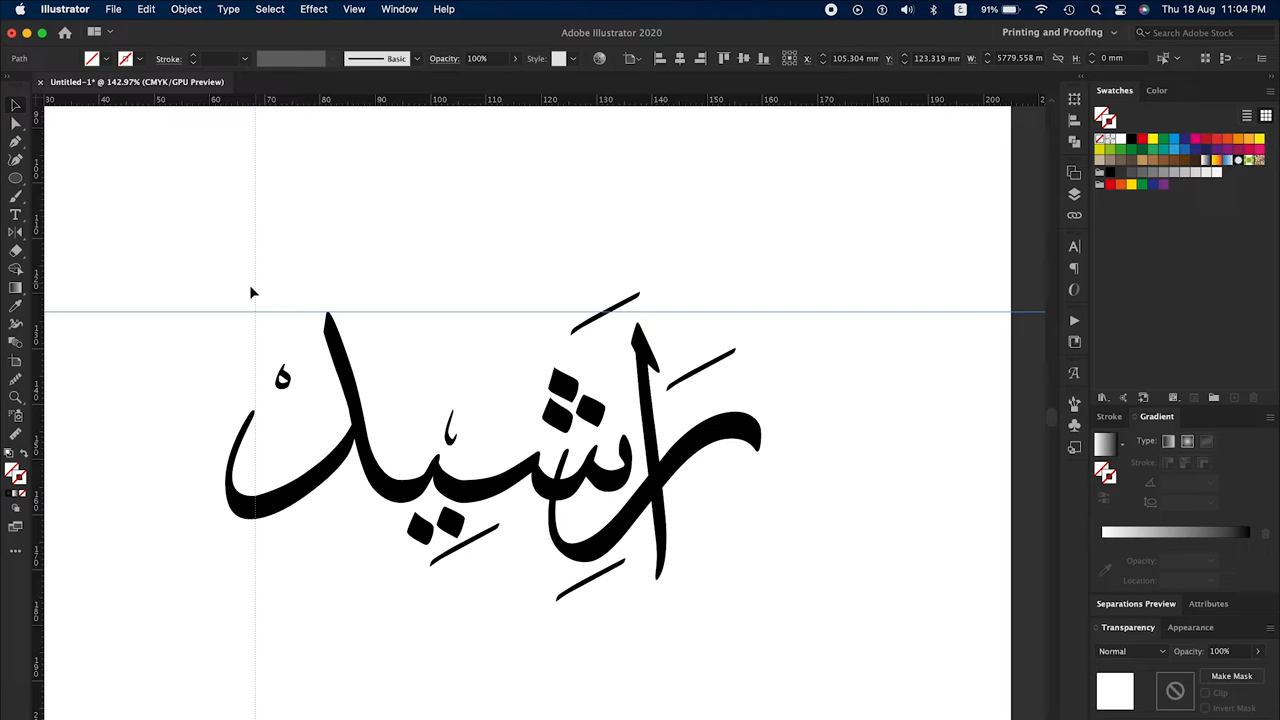 Illustrator File Edit Object Type Select Effect View Window Help 91% ع Thu 18 Aug 11:04 PM
Adobe Illustrator 2020 Printing and Proofing Search Adobe Stock
Path Stroke: Basic Opacity: 100% Style: X: 105.304 mm Y: 123.319 mm W: 5779.558 m H: 0 mm
× Untitled-1* @ 142.97% (CMYK/GPU Preview)
30 40 50 60 70 80 90 100 110 120 130 140 150 160 170 180 190 200
Swatches Color
رَاشِيد
Stroke Gradient
Type:
Stroke:
Opacity:
Location:
Separations Preview Attributes
Transparency Appearance
Normal Opacity: 100%
Make Mask
Clip
Invert Mask